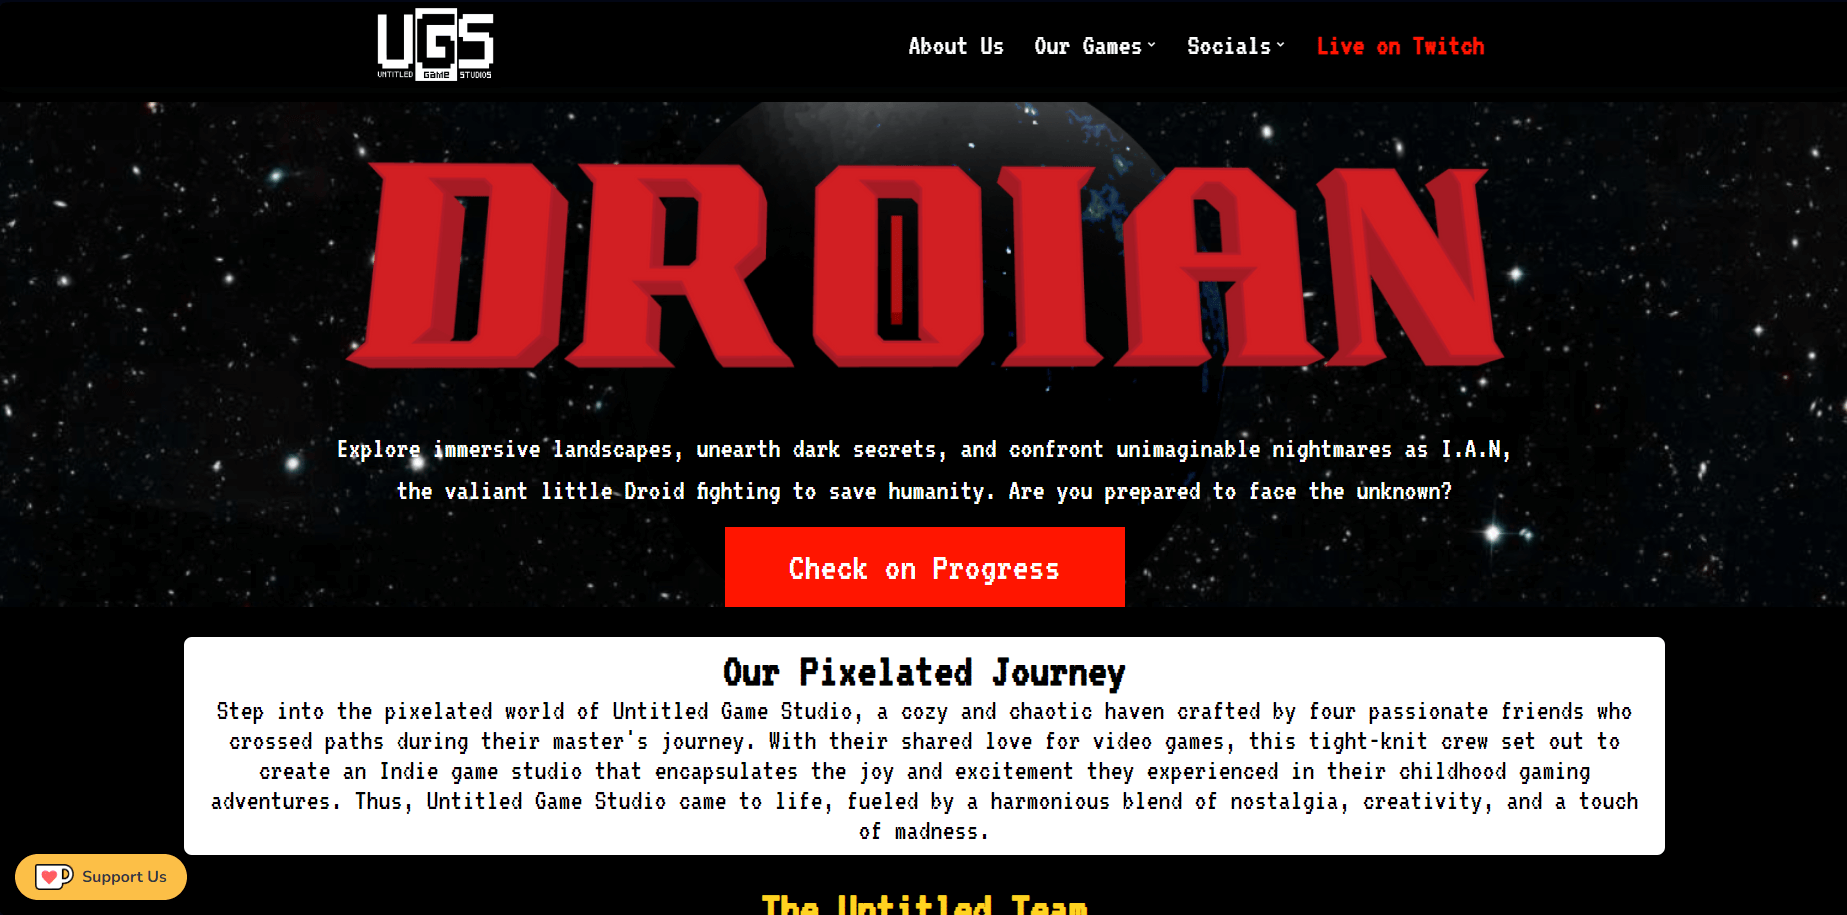 UGS
UNTITLED Game STUDIOS
About Us
Our Games
Socials
Live on Twitch
DROIAN
Explore immersive landscapes, unearth dark secrets, and confront unimaginable nightmares as I.A.N,
the valiant little Droid fighting to save humanity. Are you prepared to face the unknown?
Check on Progress
Our Pixelated Journey
Step into the pixelated world of Untitled Game Studio, a cozy and chaotic haven crafted by four passionate friends who
crossed paths during their master's journey. With their shared love for video games, this tight-knit crew set out to
create an Indie game studio that encapsulates the joy and excitement they experienced in their childhood gaming
adventures. Thus, Untitled Game Studio came to life, fueled by a harmonious blend of nostalgia, creativity, and a touch
of madness.
Support Us
The Untitled Team